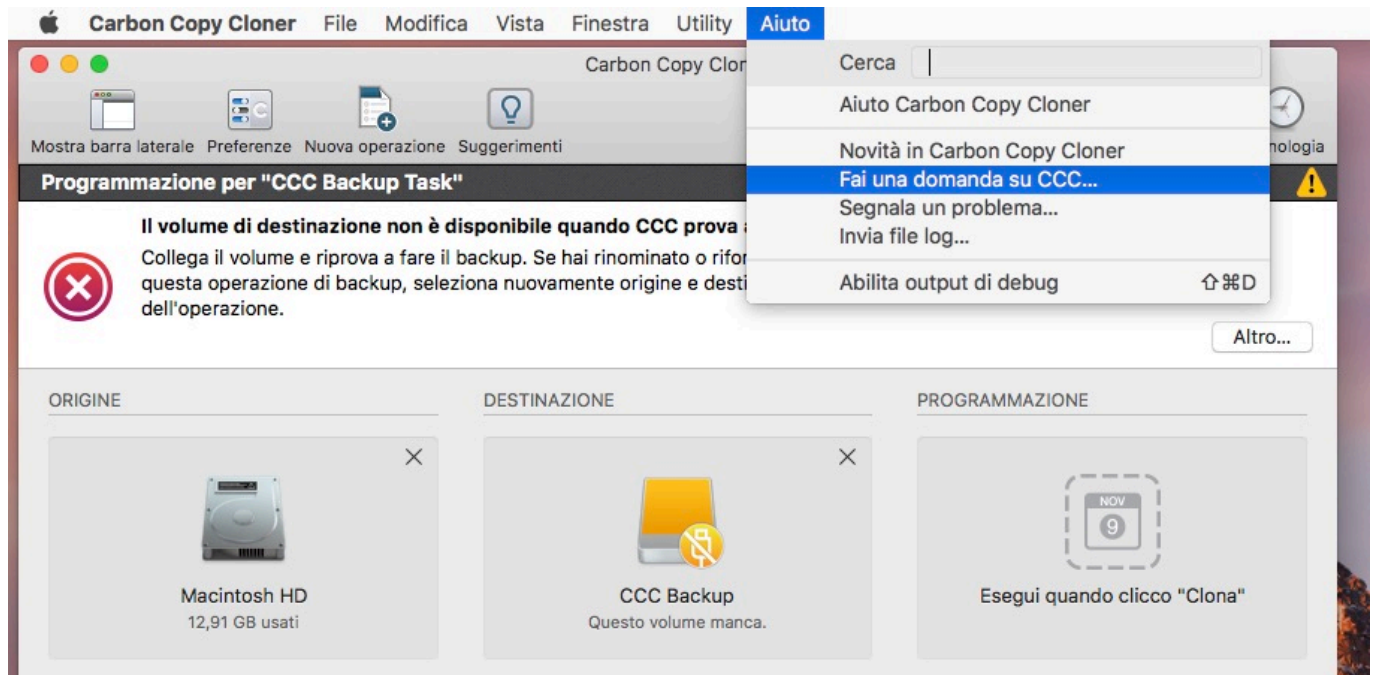 Carbon Copy Cloner File Modifica Vista Finestra Utility Aiuto
Carbon Copy Clon
Cerca
Aiuto Carbon Copy Cloner
Novità in Carbon Copy Cloner
Fai una domanda su CCC...
Segnala un problema...
Invia file log...
Abilita output di debug ⇧⌘D
Mostra barra laterale Preferenze Nuova operazione Suggerimenti nologia
Programmazione per "CCC Backup Task"
Il volume di destinazione non è disponibile quando CCC prova
Collega il volume e riprova a fare il backup. Se hai rinominato o rifor
questa operazione di backup, seleziona nuovamente origine e desti
dell'operazione.
Altro...
ORIGINE DESTINAZIONE PROGRAMMAZIONE
NOV
9
Macintosh HD CCC Backup Esegui quando clicco "Clona"
12,91 GB usati Questo volume manca.